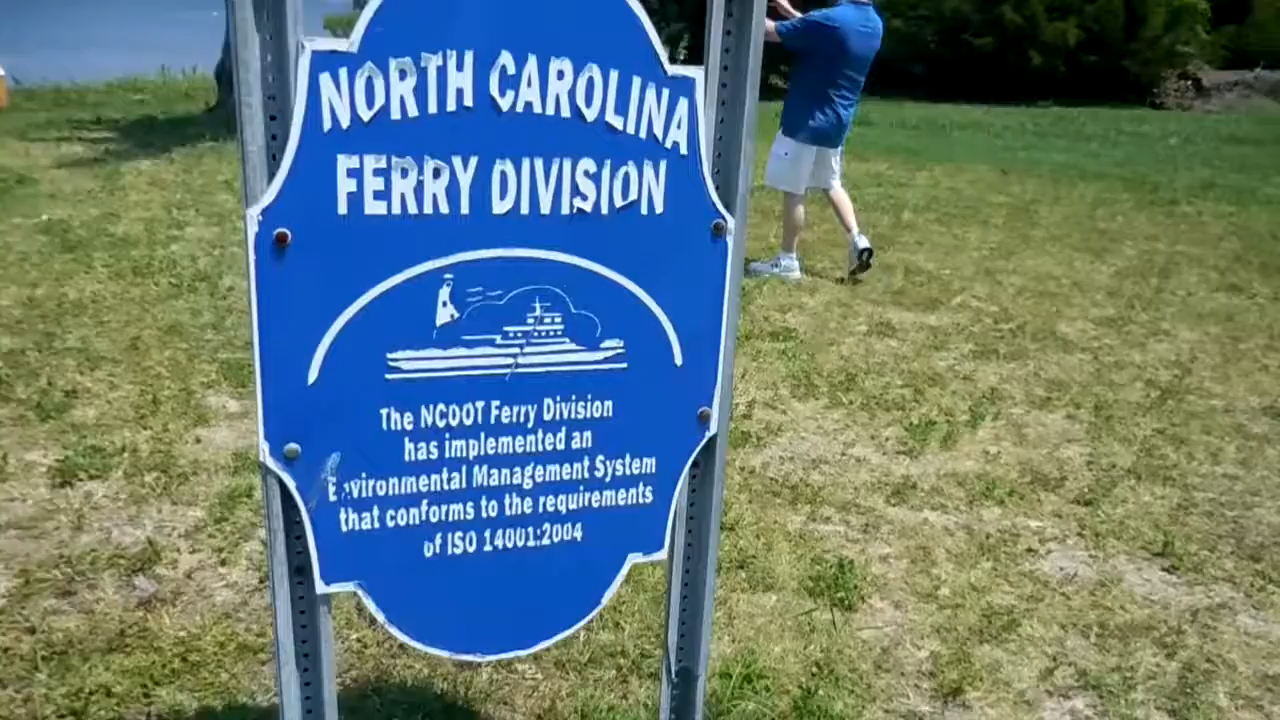 NORTH CAROLINA
FERRY DIVISION
The NCDOT Ferry Division
has implemented an
Environmental Management System
that conforms to the requirements
of ISO 14001:2004